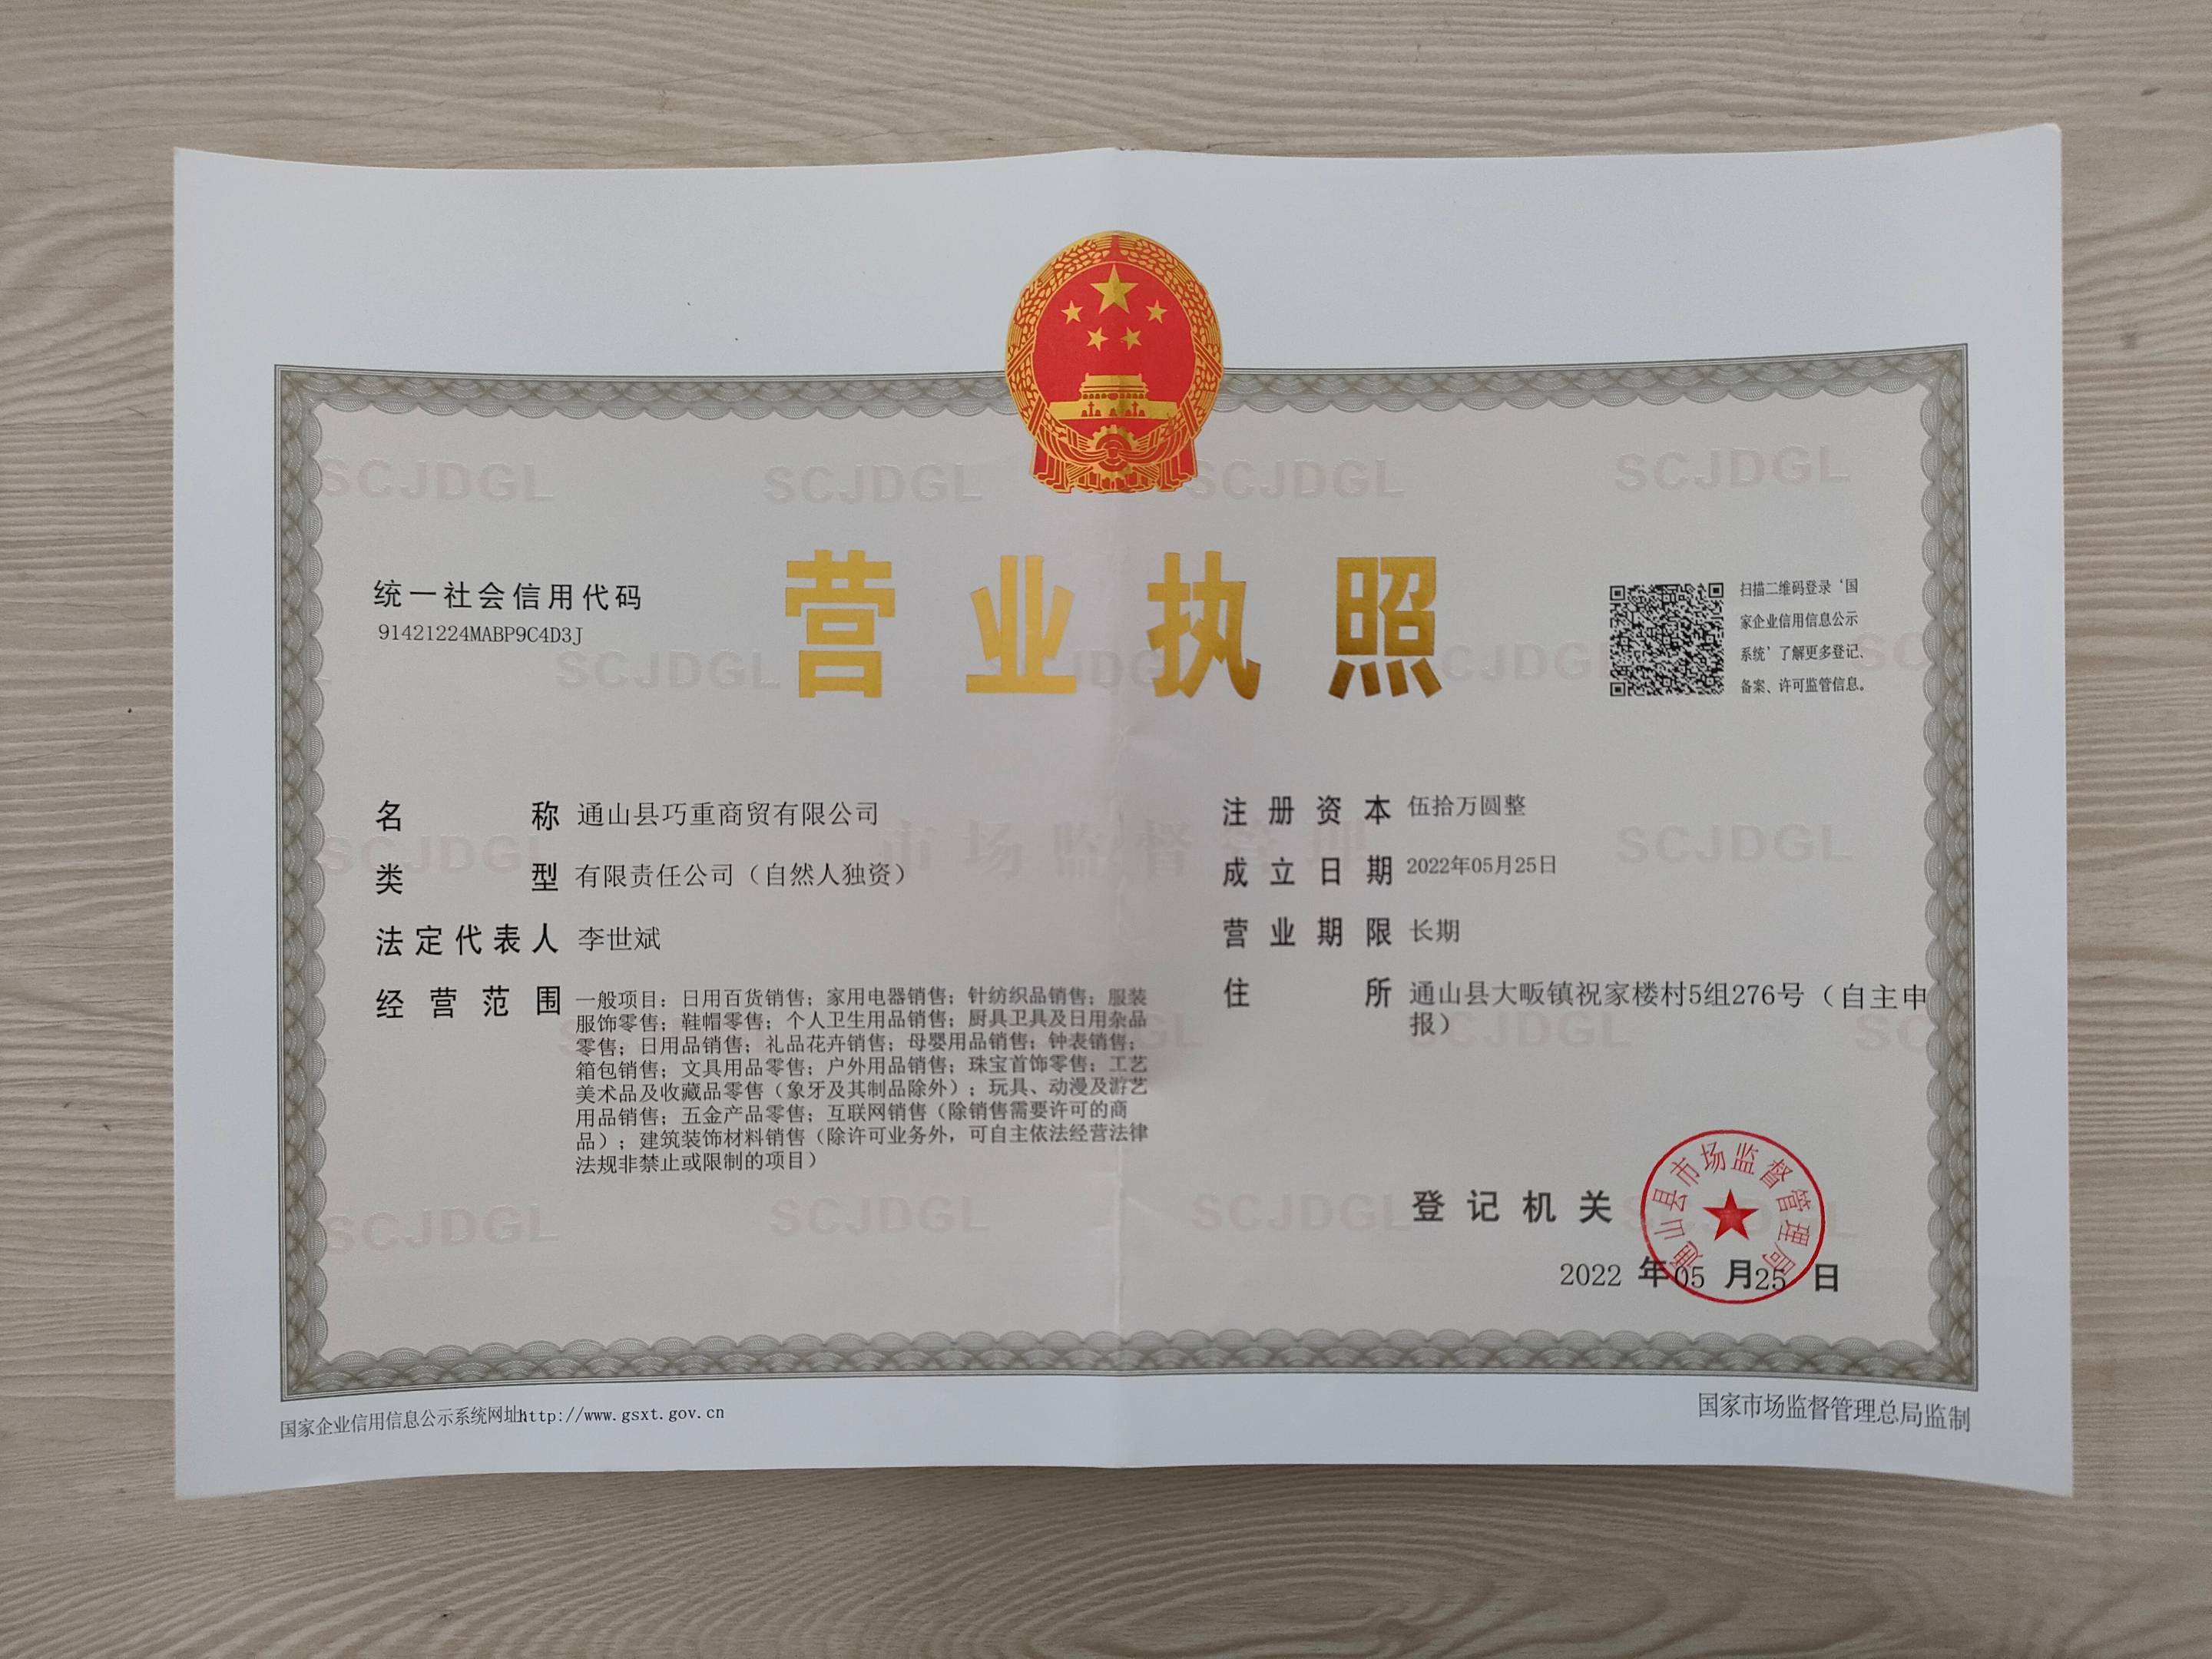 统一社会信用代码
91421224MABP9C4D3J
营业执照
扫描二维码登录‘国
家企业信用信息公示
系统’了解更多登记、
备案、许可监管信息。
名称 通山县巧重商贸有限公司
类型 有限责任公司（自然人独资）
法定代表人 李世斌
经营范围 一般项目：日用百货销售；家用电器销售；针纺织品销售；服装
服饰零售；鞋帽零售；个人卫生用品销售；厨具卫具及日用杂品
零售；日用品销售；礼品花卉销售；母婴用品销售；钟表销售；
箱包销售；文具用品零售；户外用品销售；珠宝首饰零售；工艺
美术品及收藏品零售（象牙及其制品除外）；玩具、动漫及游艺
用品销售；五金产品零售；互联网销售（除销售需要许可的商
品）；建筑装饰材料销售（除许可业务外，可自主依法经营法律
法规非禁止或限制的项目）
注册资本 伍拾万圆整
成立日期 2022年05月25日
营业期限 长期
住所 通山县大畈镇祝家楼村5组276号（自主申
报）
登记机关
通山县市场监督管理局
2022 年05 月25 日
国家企业信用信息公示系统网址http://www.gsxt.gov.cn
国家市场监督管理总局监制
SCJDGL
市场监督管理